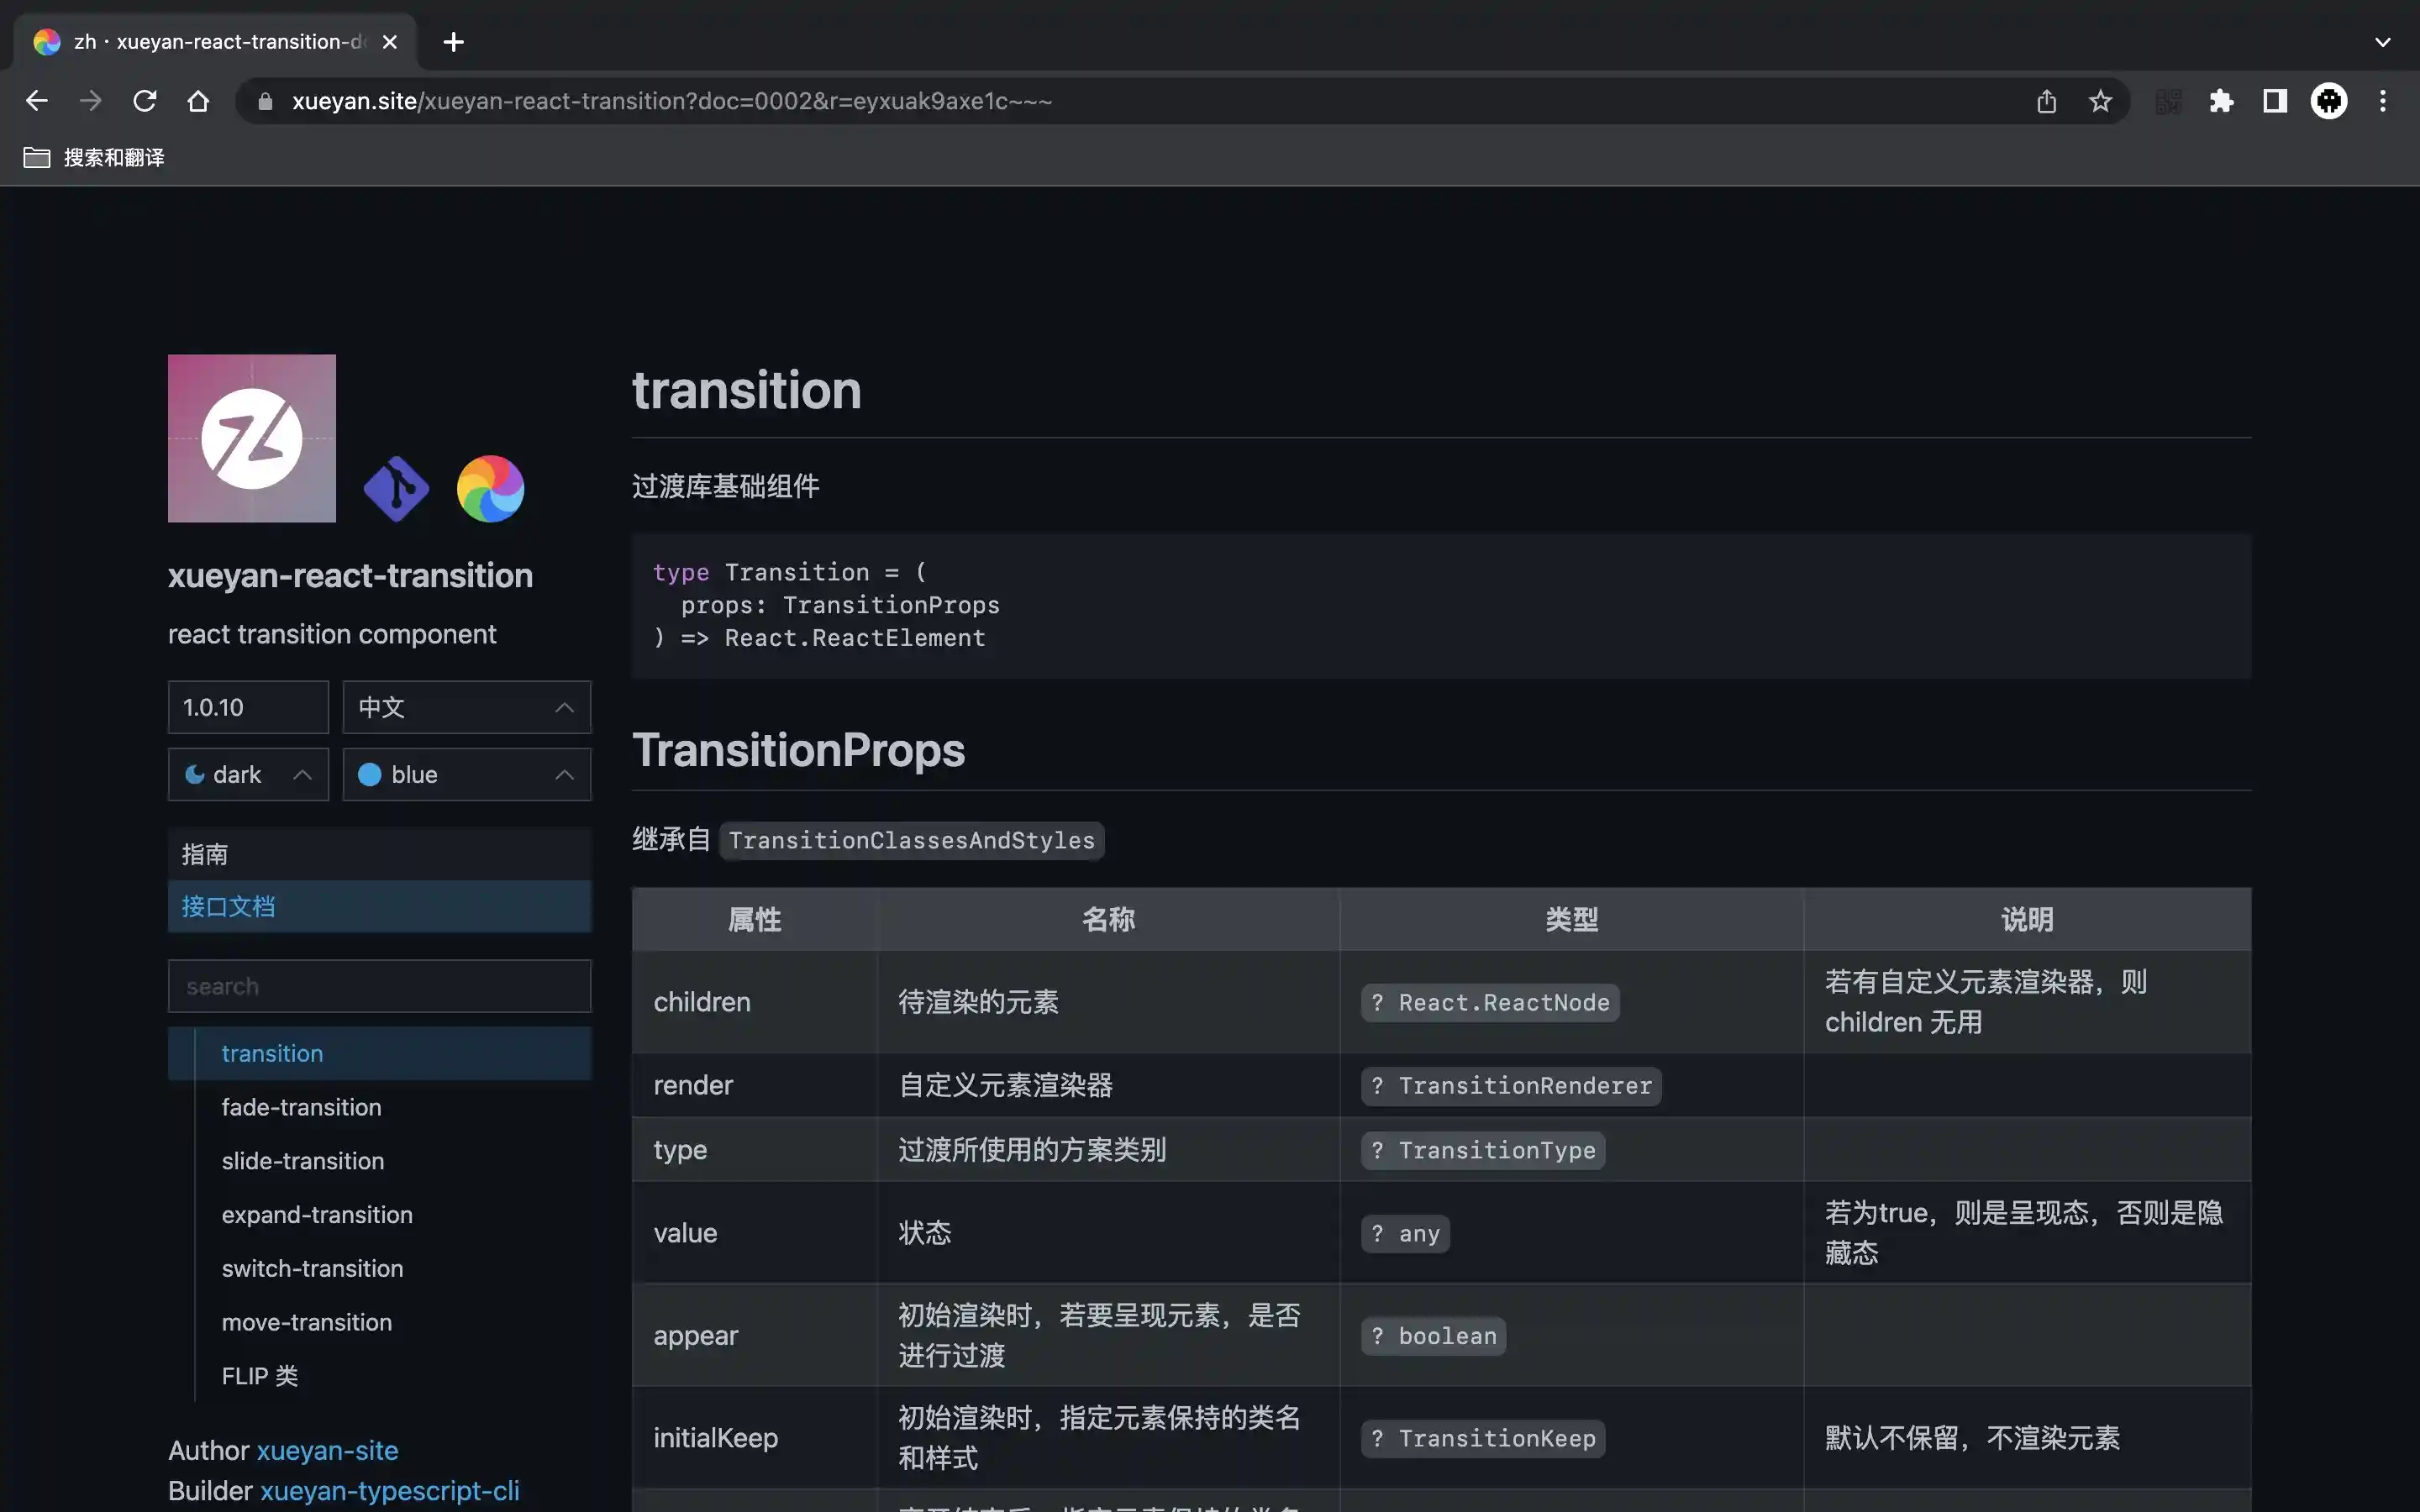 zh · xueyan-react-transition-d
xueyan.site/xueyan-react-transition?doc=0002&r=eyxuak9axe1c~~~
搜索和翻译
xueyan-react-transition
react transition component
1.0.10
中文
dark
blue
指南
接口文档
search
transition
fade-transition
slide-transition
expand-transition
switch-transition
move-transition
FLIP 类
Author xueyan-site
Builder xueyan-typescript-cli
transition
过渡库基础组件
type Transition = (
props: TransitionProps
) => React.ReactElement
TransitionProps
继承自 TransitionClassesAndStyles
属性 名称 类型 说明
children 待渲染的元素 ? React.ReactNode 若有自定义元素渲染器，则
children 无用
render 自定义元素渲染器 ? TransitionRenderer
type 过渡所使用的方案类别 ? TransitionType
value 状态 ? any 若为true，则是呈现态，否则是隐
藏态
appear 初始渲染时，若要呈现元素，是否
进行过渡 ? boolean
initialKeep 初始渲染时，指定元素保持的类名
和样式 ? TransitionKeep 默认不保留，不渲染元素